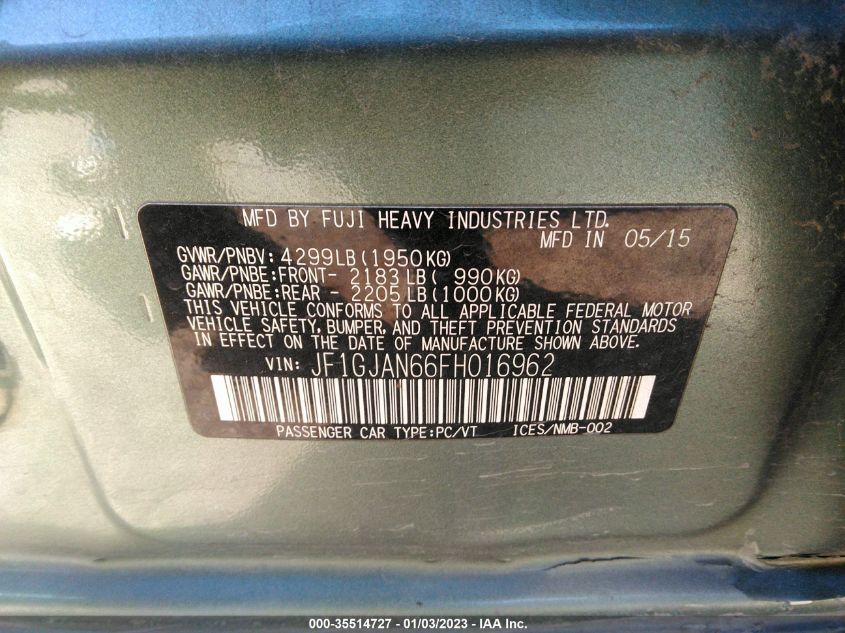 MFD BY FUJI HEAVY INDUSTRIES LTD.
MFD IN 05/15
GVWR/PNBV: 4299LB(1950KG)
GAWR/PNBE:FRONT- 2183LB( 990KG)
GAWR/PNBE:REAR - 2205LB(1000KG)
THIS VEHICLE CONFORMS TO ALL APPLICABLE FEDERAL MOTOR
VEHICLE SAFETY, BUMPER, AND THEFT PREVENTION STANDARDS
IN EFFECT ON THE DATE OF MANUFACTURE SHOWN ABOVE.
VIN: JF1GJAN66FH016962
PASSENGER CAR TYPE:PC/VT ICES/NMB-002
000-35514727 - 01/03/2023 - IAA Inc.